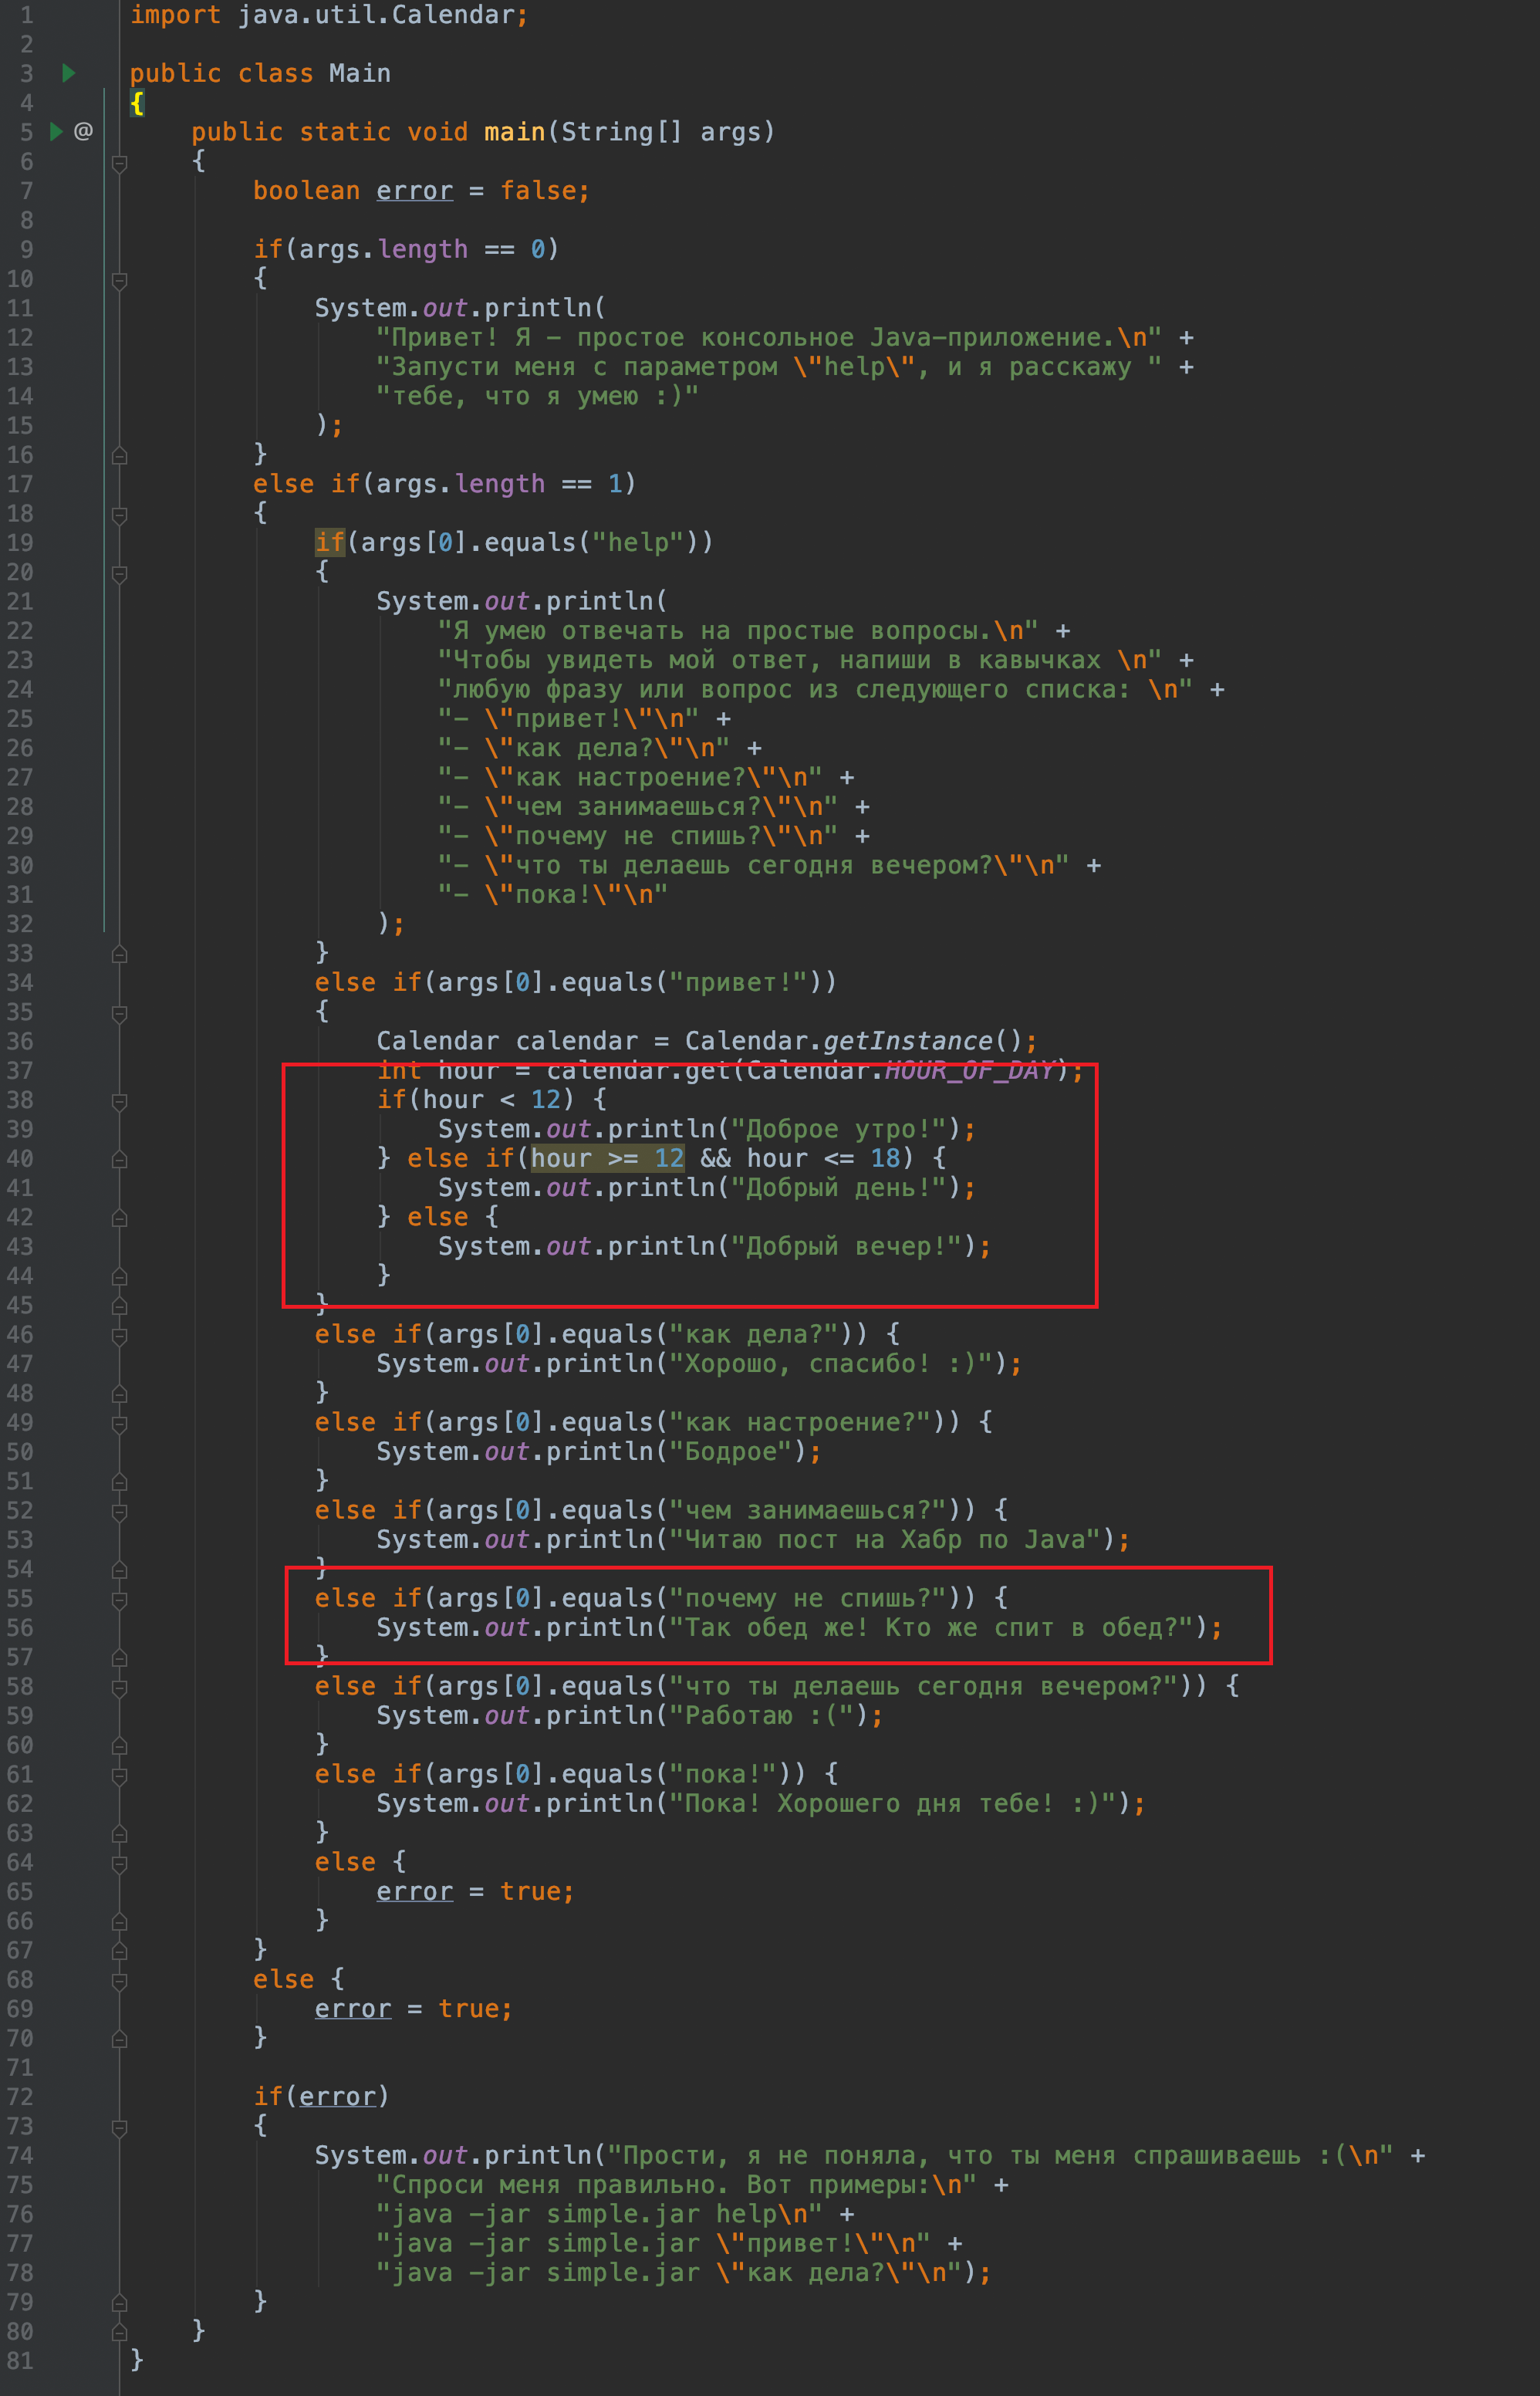 1 import java.util.Calendar;
2
3 public class Main
4 {
5 @ public static void main(String[] args)
6 {
7 boolean error = false;
8
9 if(args.length == 0)
10 {
11 System.out.println(
12 "Привет! Я – простое консольное Java–приложение.\n" +
13 "Запусти меня с параметром \"help\", и я расскажу " +
14 "тебе, что я умею :)"
15 );
16 }
17 else if(args.length == 1)
18 {
19 if(args[0].equals("help"))
20 {
21 System.out.println(
22 "Я умею отвечать на простые вопросы.\n" +
23 "Чтобы увидеть мой ответ, напиши в кавычках \n" +
24 "любую фразу или вопрос из следующего списка: \n" +
25 "– \"привет!\"\n" +
26 "– \"как дела?\"\n" +
27 "– \"как настроение?\"\n" +
28 "– \"чем занимаешься?\"\n" +
29 "– \"почему не спишь?\"\n" +
30 "– \"что ты делаешь сегодня вечером?\"\n" +
31 "– \"пока!\"\n"
32 );
33 }
34 else if(args[0].equals("привет!"))
35 {
36 Calendar calendar = Calendar.getInstance();
37 int hour = calendar.get(Calendar.HOUR_OF_DAY);
38 if(hour < 12) {
39 System.out.println("Доброе утро!");
40 } else if(hour >= 12 && hour <= 18) {
41 System.out.println("Добрый день!");
42 } else {
43 System.out.println("Добрый вечер!");
44 }
45 }
46 else if(args[0].equals("как дела?")) {
47 System.out.println("Хорошо, спасибо! :)");
48 }
49 else if(args[0].equals("как настроение?")) {
50 System.out.println("Бодрое");
51 }
52 else if(args[0].equals("чем занимаешься?")) {
53 System.out.println("Читаю пост на Хабр по Java");
54 }
55 else if(args[0].equals("почему не спишь?")) {
56 System.out.println("Так обед же! Кто же спит в обед?");
57 }
58 else if(args[0].equals("что ты делаешь сегодня вечером?")) {
59 System.out.println("Работаю :(");
60 }
61 else if(args[0].equals("пока!")) {
62 System.out.println("Пока! Хорошего дня тебе! :)");
63 }
64 else {
65 error = true;
66 }
67 }
68 else {
69 error = true;
70 }
71
72 if(error)
73 {
74 System.out.println("Прости, я не поняла, что ты меня спрашиваешь :(\n" +
75 "Спроси меня правильно. Вот примеры:\n" +
76 "java –jar simple.jar help\n" +
77 "java –jar simple.jar \"привет!\"\n" +
78 "java –jar simple.jar \"как дела?\"\n");
79 }
80 }
81 }